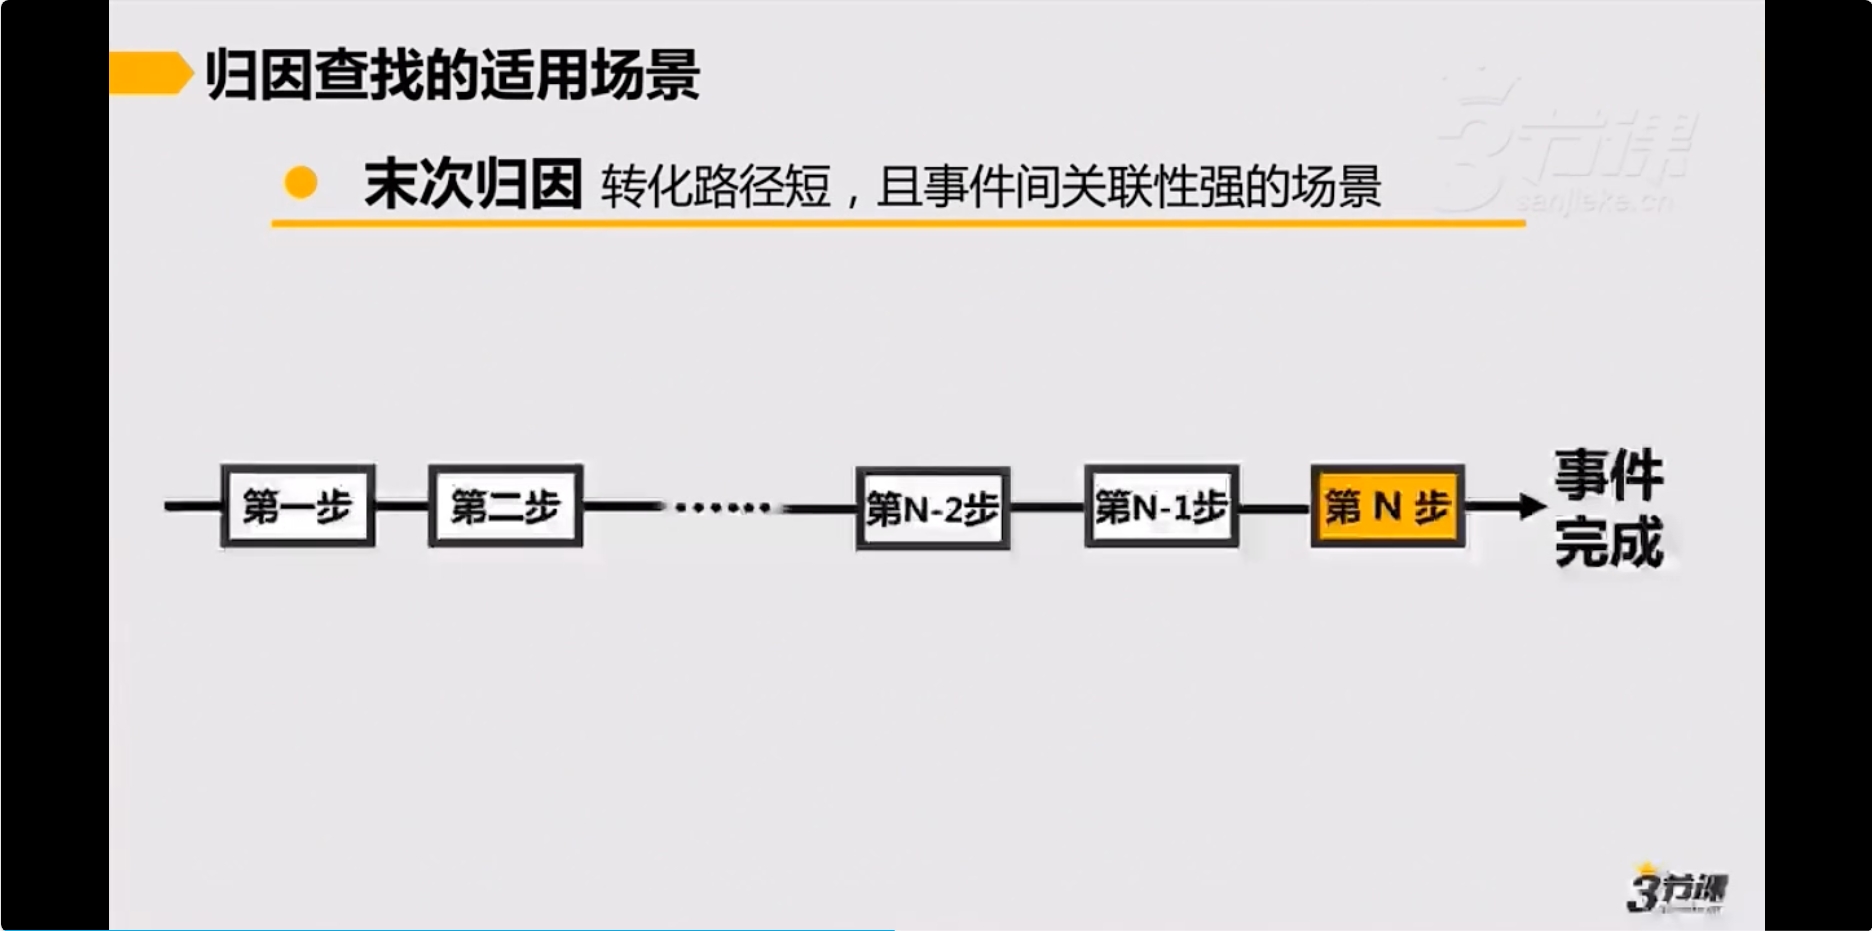 归因查找的适用场景
3节课
sanjieke.cn
末次归因 转化路径短，且事件间关联性强的场景
第一步 第二步 ······ 第N-2步 第N-1步 第 N 步 事件
完成
3节课